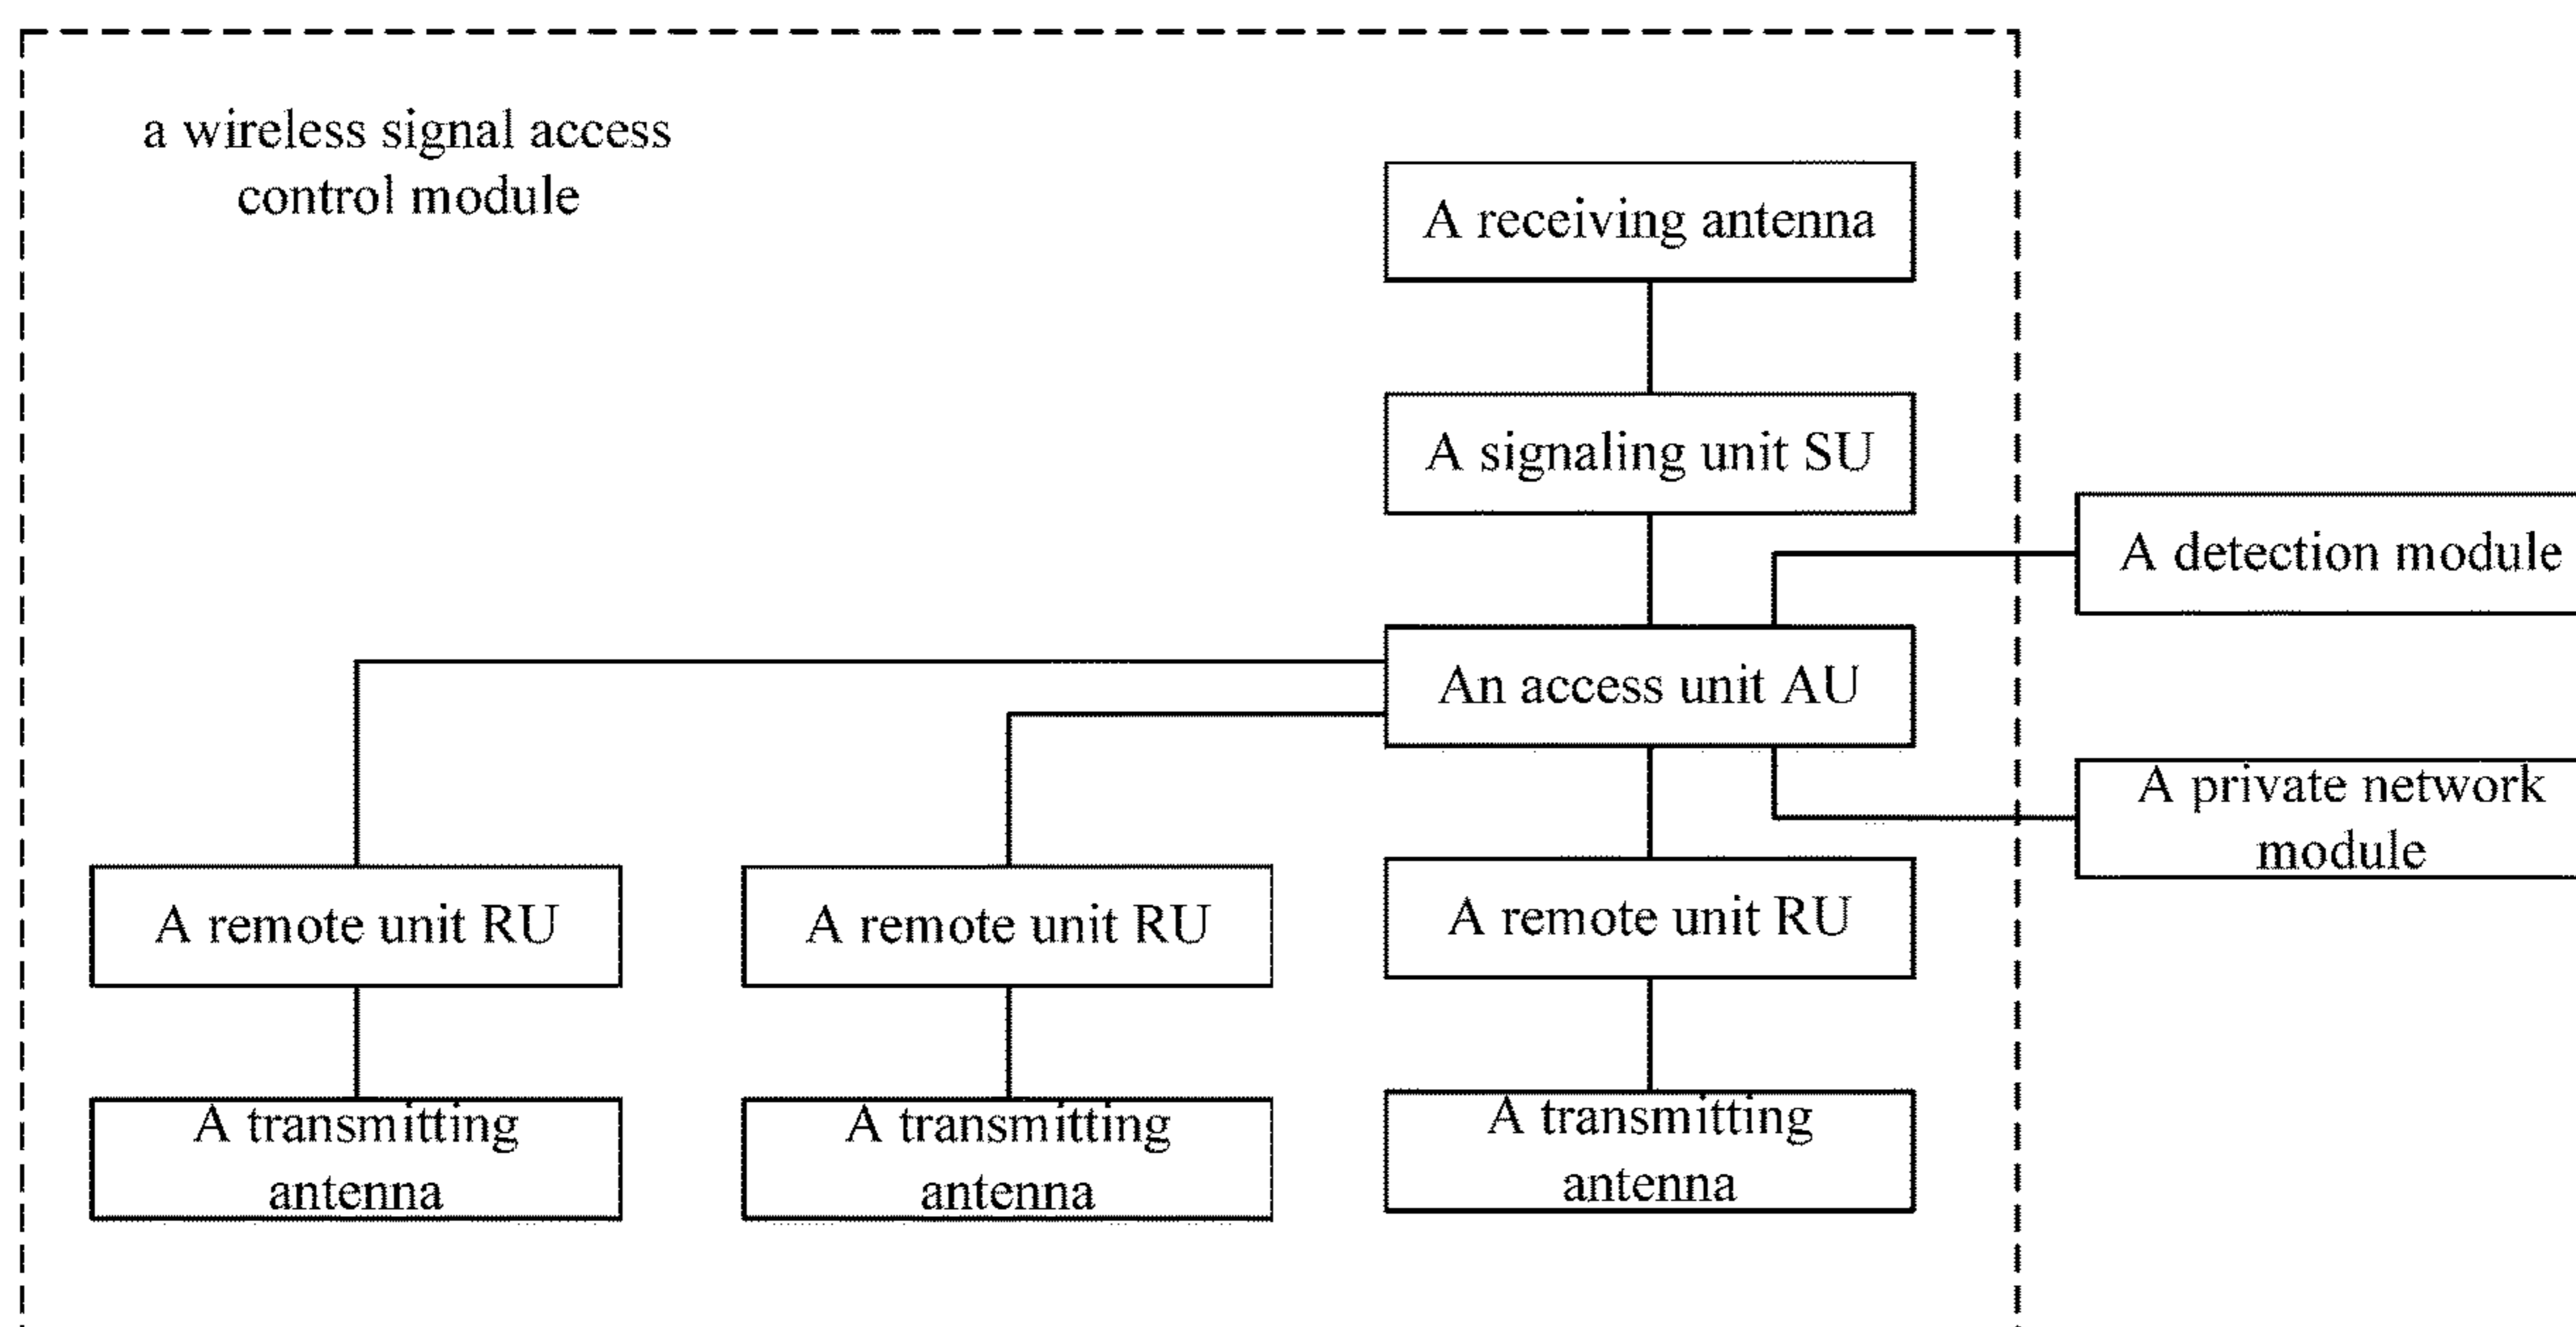 a wireless signal access
control module
A receiving antenna
A signaling unit SU
A detection module
An access unit AU
A private network
module
A remote unit RU
A remote unit RU
A remote unit RU
A transmitting
antenna
A transmitting
antenna
A transmitting
antenna